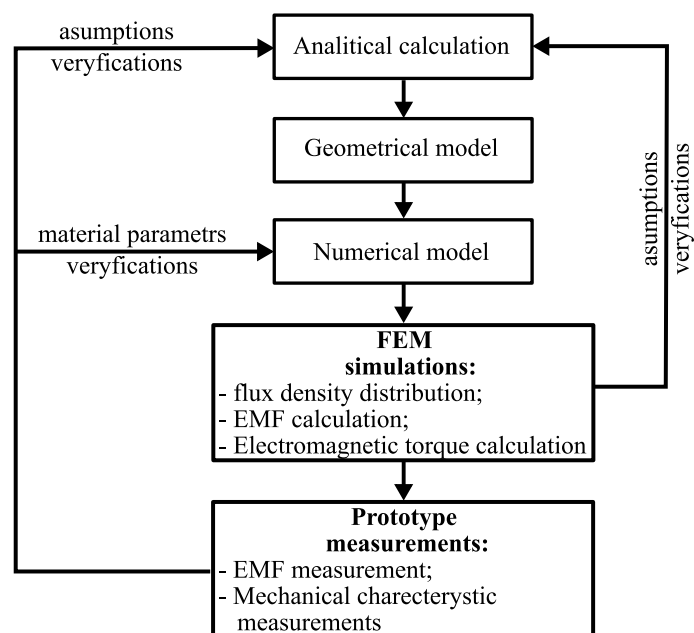 asumptions
veryfications
Analitical calculation
Geometrical model
asumptions
veryfications
material parametrs
veryfications
Numerical model
FEM
simulations:
- flux density distribution;
- EMF calculation;
- Electromagnetic torque calculation
Prototype
measurements:
- EMF measurement;
- Mechanical charecterystic
measurements